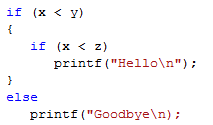 if (x < y)
{
    if (x < z)
       printf("Hello\n");
}
else
    printf("Goodbye\n);